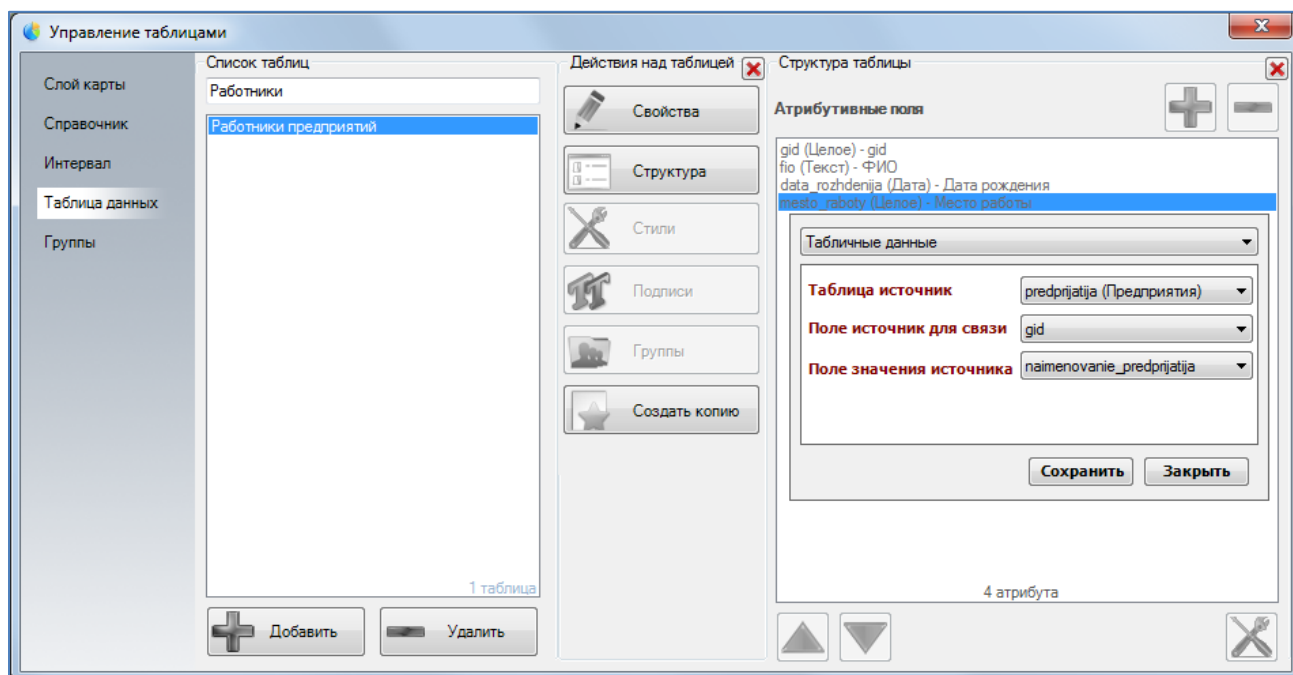 Управление таблицами
Слой карты
Справочник
Интервал
Таблица данных
Группы
Список таблиц
Работники
Работники предприятий
1 таблица
Добавить
Удалить
Действия над таблицей
Свойства
Структура
Стили
Подписи
Группы
Создать копию
Структура таблицы
Атрибутивные поля
gid (Целое) - gid
fio (Текст) - ФИО
data_rozhdenija (Дата) - Дата рождения
mesto_raboty (Целое) - Место работы
Табличные данные
Таблица источник predprijatija (Предприятия)
Поле источник для связи gid
Поле значения источника naimenovanie_predprijatija
Сохранить Закрыть
4 атрибута